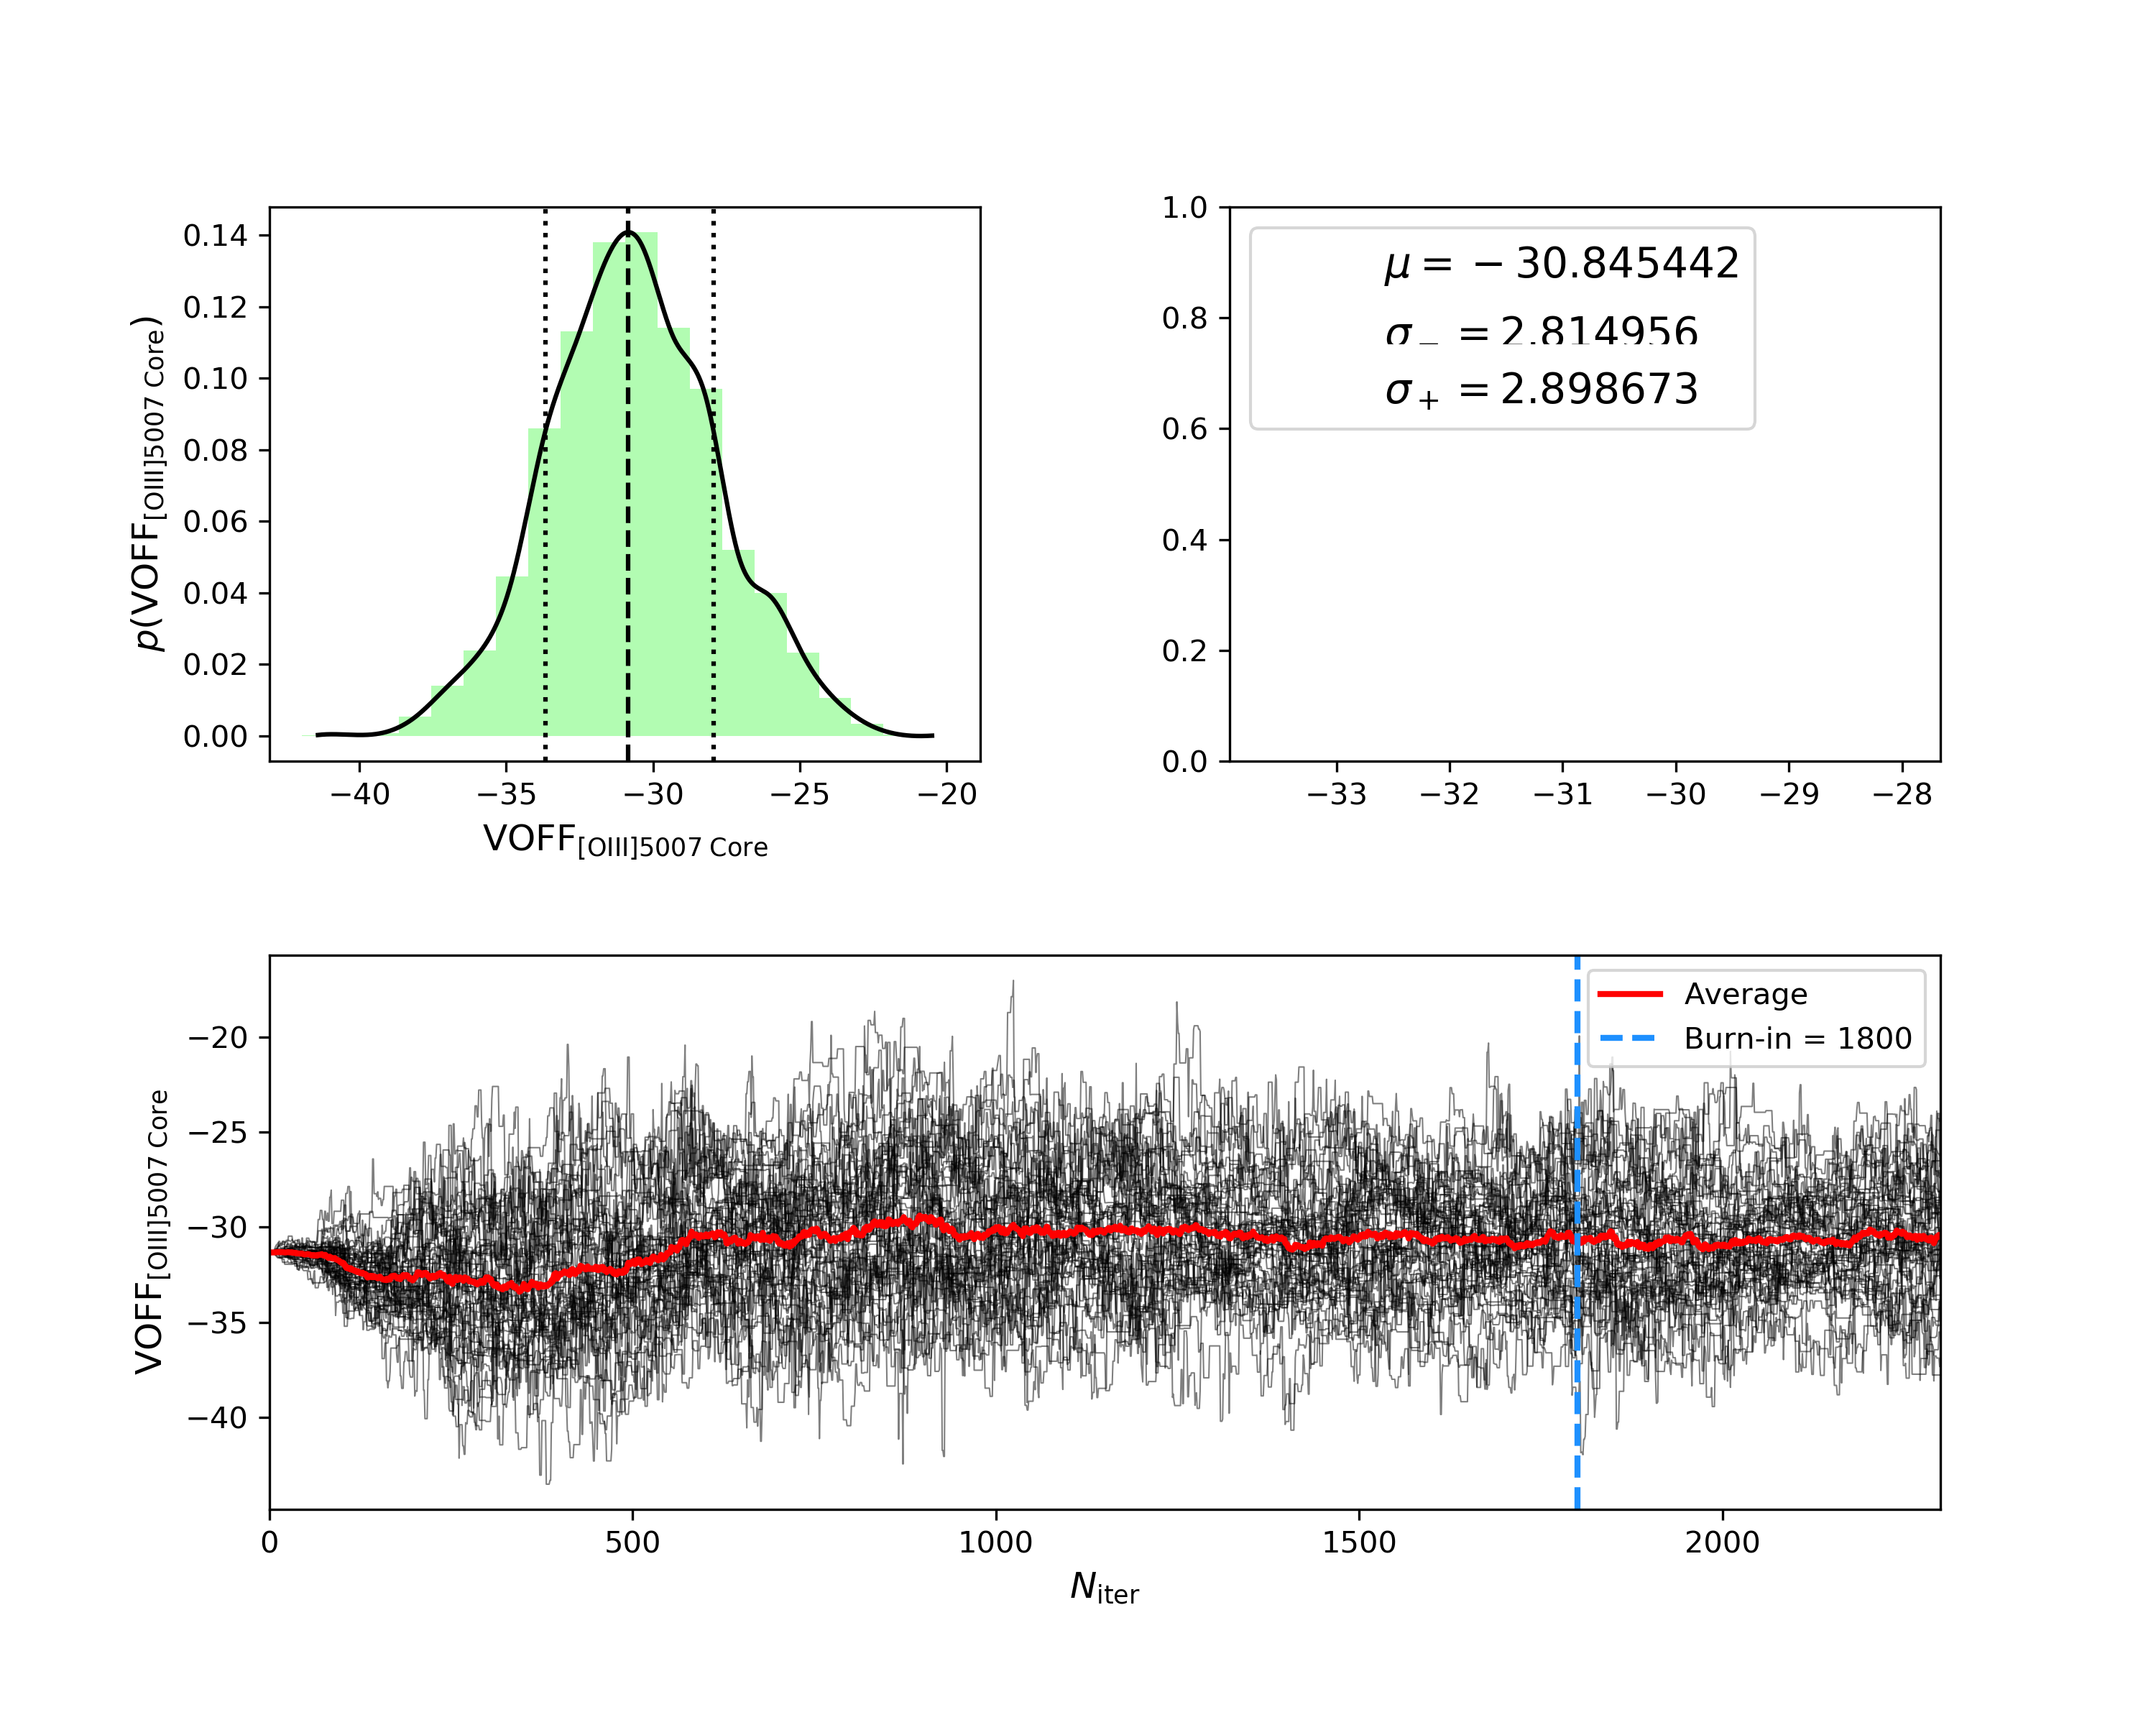 0.14
0.12
0.10
0.08
0.06
0.04
0.02
0.00
p(VOFF[OIII]5007 Core)
−40 −35 −30 −25 −20
VOFF[OIII]5007 Core
1.0
0.8
0.6
0.4
0.2
0.0
μ = −30.845442
σ− = 2.814956
σ+ = 2.898673
−33 −32 −31 −30 −29 −28
−20
−25
−30
−35
−40
VOFF[OIII]5007 Core
Average
Burn-in = 1800
0 500 1000 1500 2000
Niter